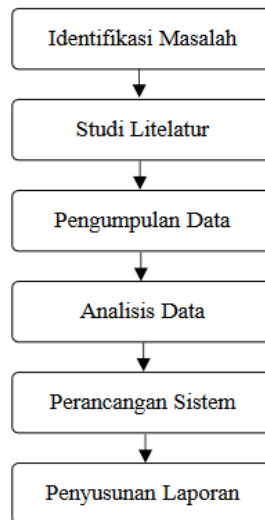 Identifikasi Masalah
Studi Litelatur
Pengumpulan Data
Analisis Data
Perancangan Sistem
Penyusunan Laporan